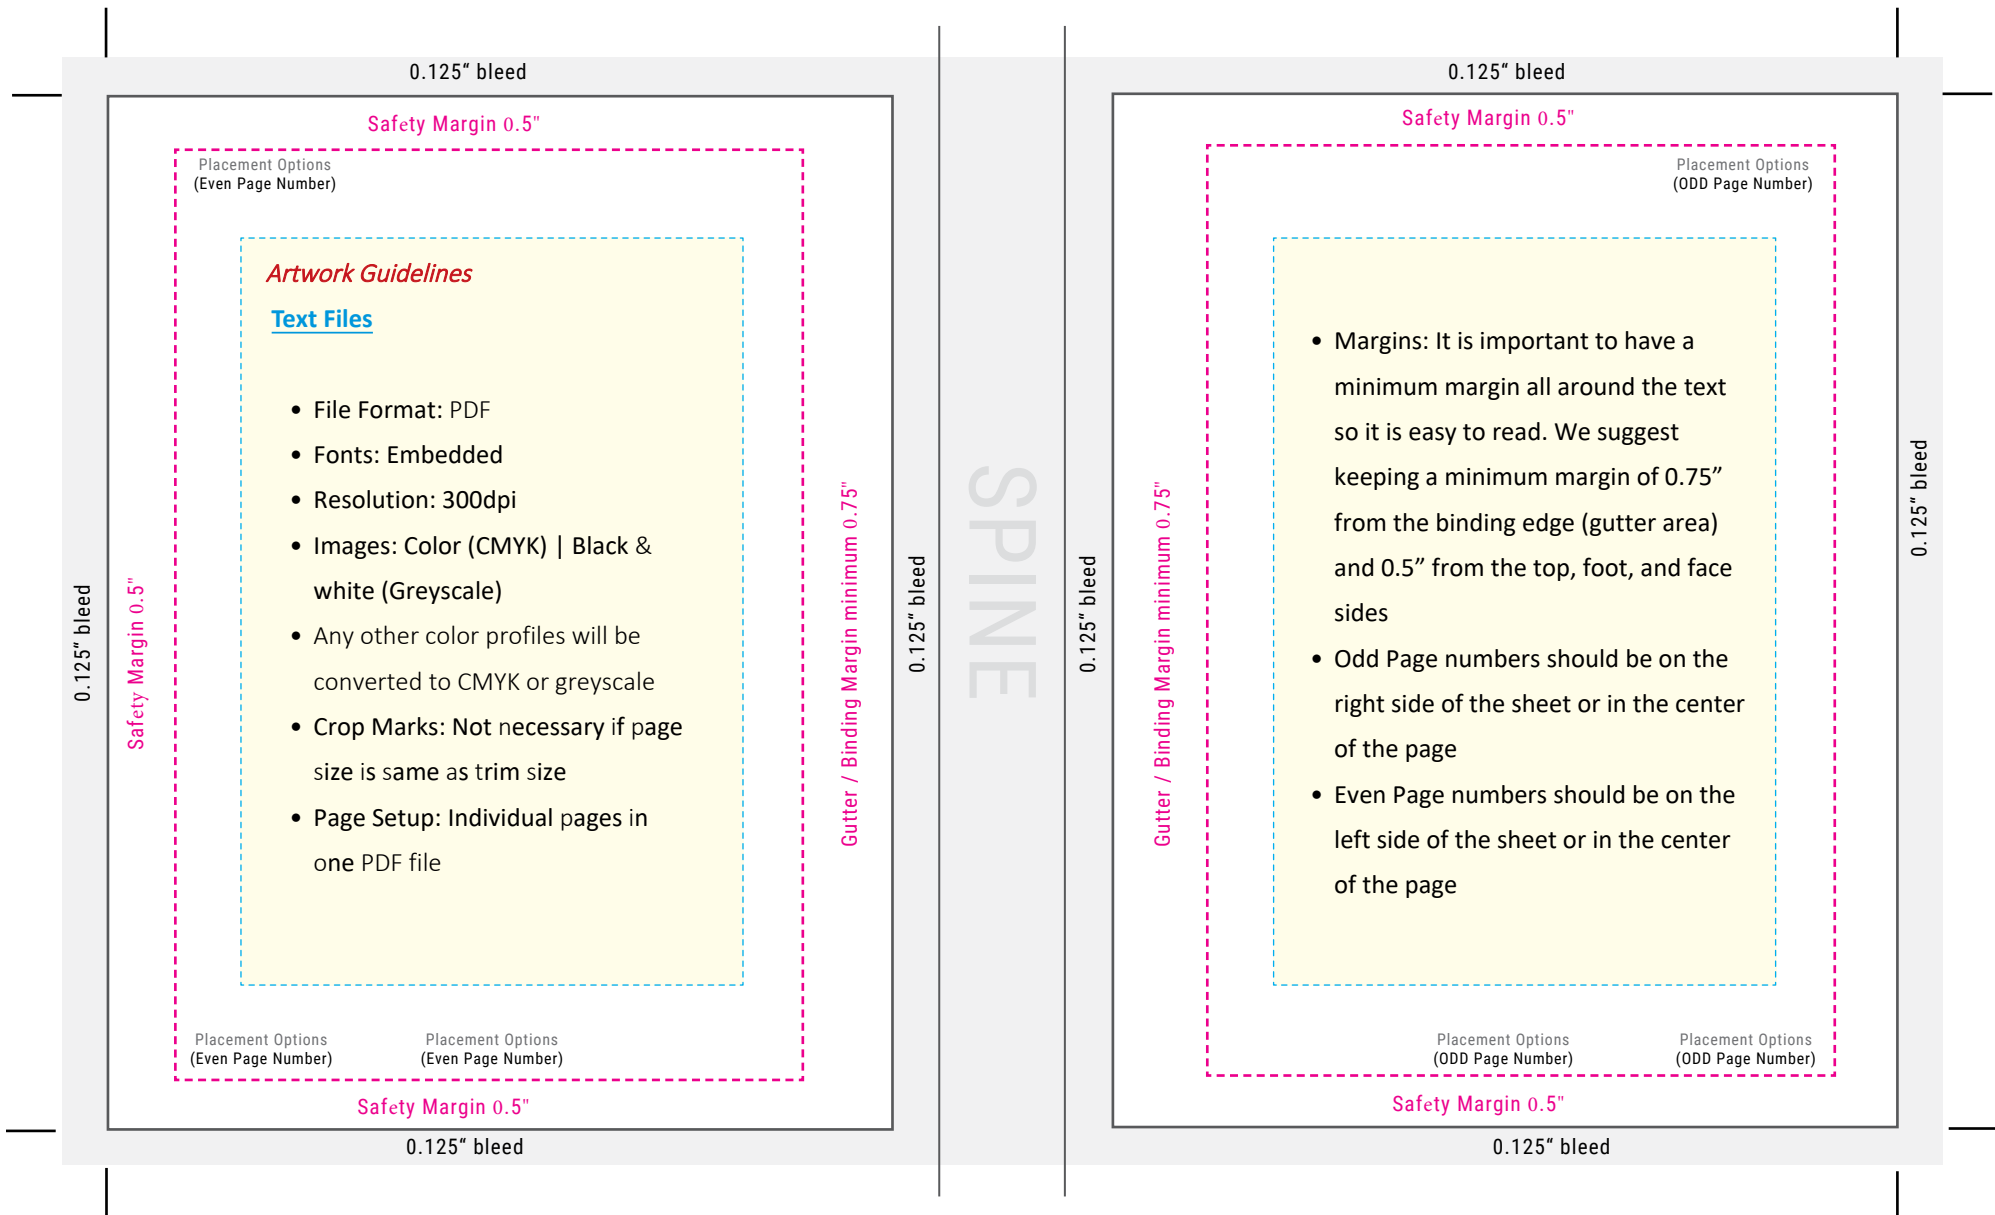 0.125“ bleed
Safety Margin 0.5"
Placement Options
(Even Page Number)
Artwork Guidelines
Text Files
• File Format: PDF
• Fonts: Embedded
• Resolution: 300dpi
• Images: Color (CMYK) | Black &
white (Greyscale)
• Any other color profiles will be
converted to CMYK or greyscale
• Crop Marks: Not necessary if page
size is same as trim size
• Page Setup: Individual pages in
one PDF file
0.125“ bleed
Safety Margin 0.5"
Gutter / Binding Margin minimum 0.75"
0.125“ bleed
Placement Options
(Even Page Number)
Placement Options
(Even Page Number)
Safety Margin 0.5"
0.125“ bleed
SPINE
0.125“ bleed
Safety Margin 0.5"
Placement Options
(ODD Page Number)
0.125“ bleed
Gutter / Binding Margin minimum 0.75"
• Margins: It is important to have a
minimum margin all around the text
so it is easy to read. We suggest
keeping a minimum margin of 0.75”
from the binding edge (gutter area)
and 0.5” from the top, foot, and face
sides
• Odd Page numbers should be on the
right side of the sheet or in the center
of the page
• Even Page numbers should be on the
left side of the sheet or in the center
of the page
0.125“ bleed
Placement Options
(ODD Page Number)
Placement Options
(ODD Page Number)
Safety Margin 0.5"
0.125“ bleed